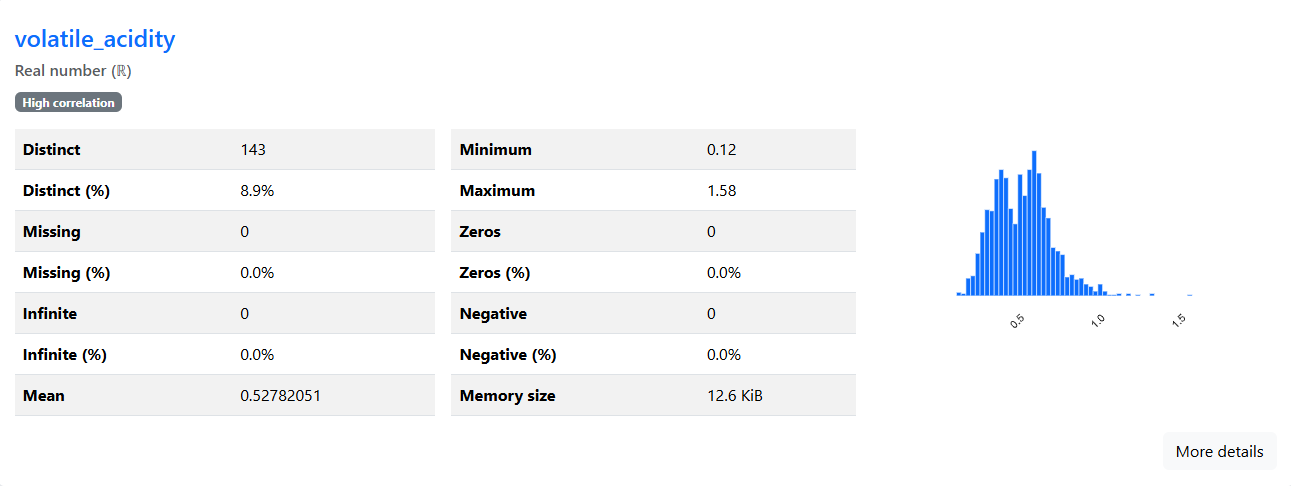 volatile_acidity
Real number (ℝ)
High correlation
Distinct 143
Distinct (%) 8.9%
Missing 0
Missing (%) 0.0%
Infinite 0
Infinite (%) 0.0%
Mean 0.52782051
Minimum 0.12
Maximum 1.58
Zeros 0
Zeros (%) 0.0%
Negative 0
Negative (%) 0.0%
Memory size 12.6 KiB
0.5 1.0 1.5
More details